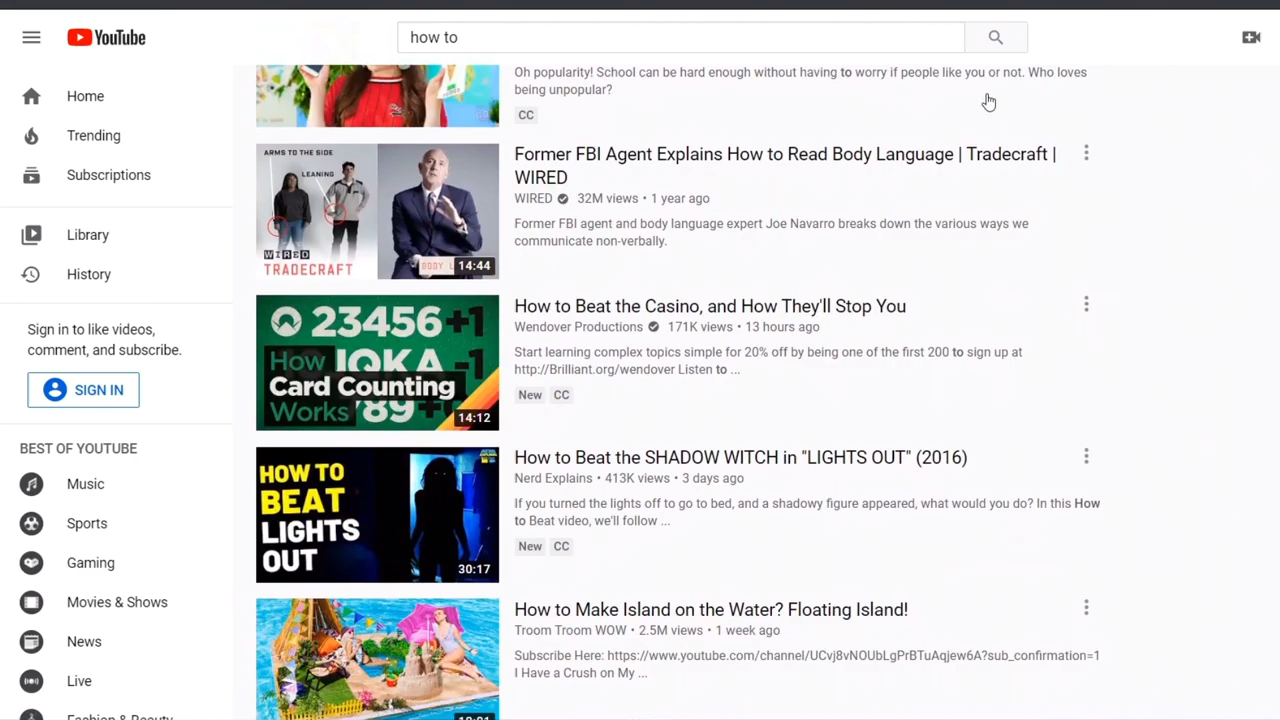 YouTube
how to
Home
Trending
Subscriptions
Library
History
Sign in to like videos,
comment, and subscribe.
SIGN IN
BEST OF YOUTUBE
Music
Sports
Gaming
Movies & Shows
News
Live
Fashion & Beauty
Oh popularity! School can be hard enough without having to worry if people like you or not. Who loves
being unpopular?
CC
ARMS TO THE SIDE
LEANING
WIRED
TRADECRAFT
14:44
Former FBI Agent Explains How to Read Body Language | Tradecraft |
WIRED
WIRED 32M views • 1 year ago
Former FBI agent and body language expert Joe Navarro breaks down the various ways we
communicate non-verbally.
23456+1
How JQKA-1
Card Counting
Works 789
14:12
How to Beat the Casino, and How They'll Stop You
Wendover Productions 171K views • 13 hours ago
Start learning complex topics simple for 20% off by being one of the first 200 to sign up at
http://Brilliant.org/wendover Listen to ...
New CC
HOW TO
BEAT
LIGHTS
OUT
30:17
How to Beat the SHADOW WITCH in "LIGHTS OUT" (2016)
Nerd Explains • 413K views • 3 days ago
If you turned the lights off to go to bed, and a shadowy figure appeared, what would you do? In this How
to Beat video, we'll follow ...
New CC
How to Make Island on the Water? Floating Island!
Troom Troom WOW • 2.5M views • 1 week ago
Subscribe Here: https://www.youtube.com/channel/UCvj8vNOUbLgPrBTuAqjew6A?sub_confirmation=1
I Have a Crush on My ...